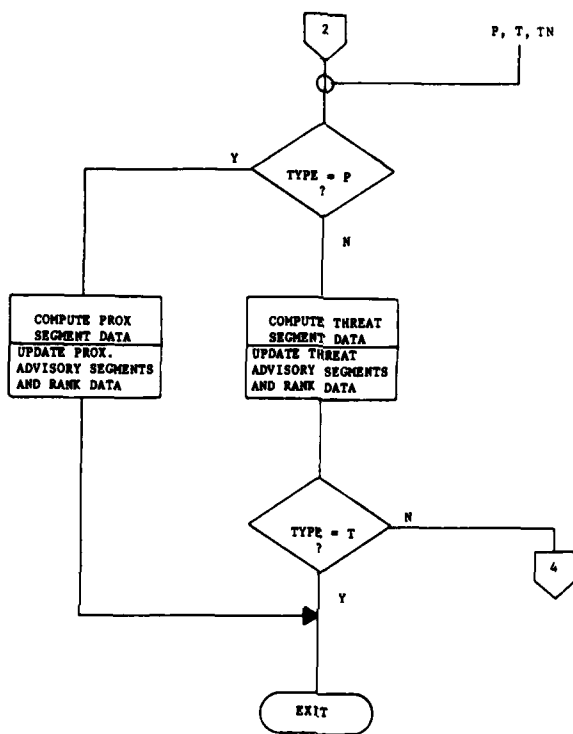 2
P, T, TN
Y
TYPE = P
?
N
COMPUTE PROX
SEGMENT DATA
UPDATE PROX.
ADVISORY SEGMENTS
AND RANK DATA
COMPUTE THREAT
SEGMENT DATA
UPDATE THREAT
ADVISORY SEGMENTS
AND RANK DATA
TYPE = T
?
N
4
Y
EXIT